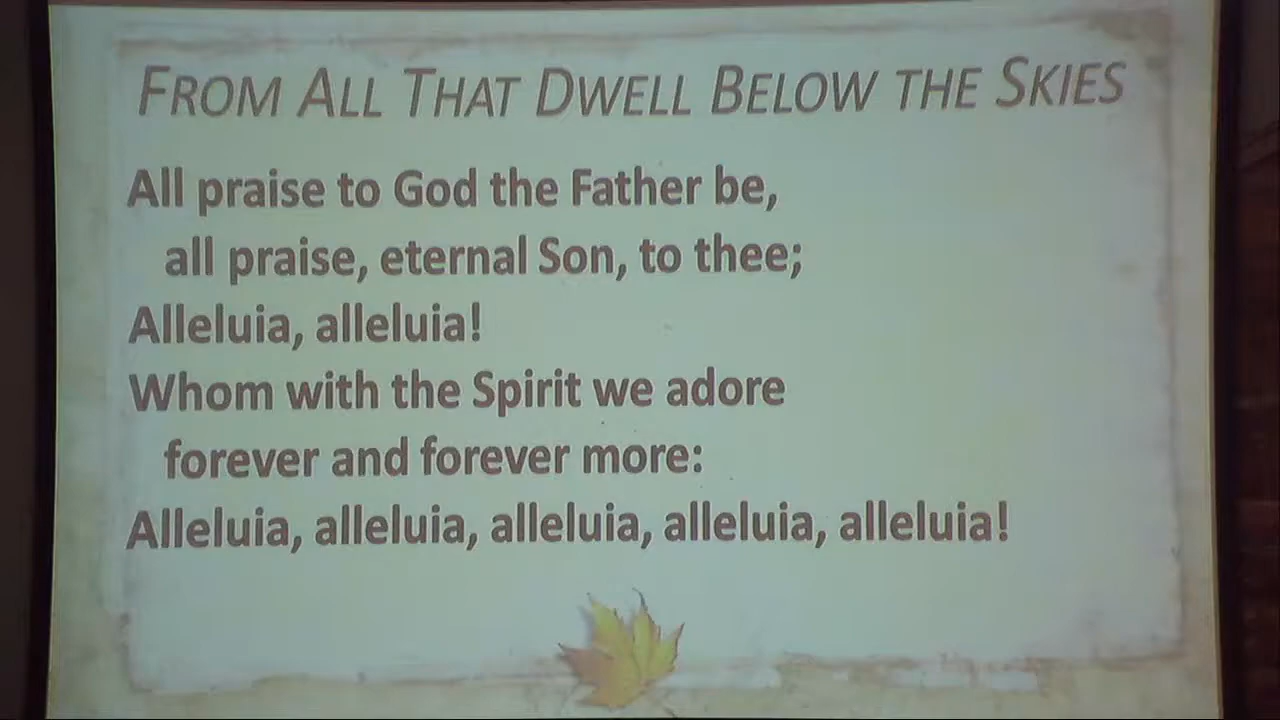 FROM ALL THAT DWELL BELOW THE SKIES
All praise to God the Father be,
all praise, eternal Son, to thee;
Alleluia, alleluia!
Whom with the Spirit we adore
forever and forever more:
Alleluia, alleluia, alleluia, alleluia, alleluia!